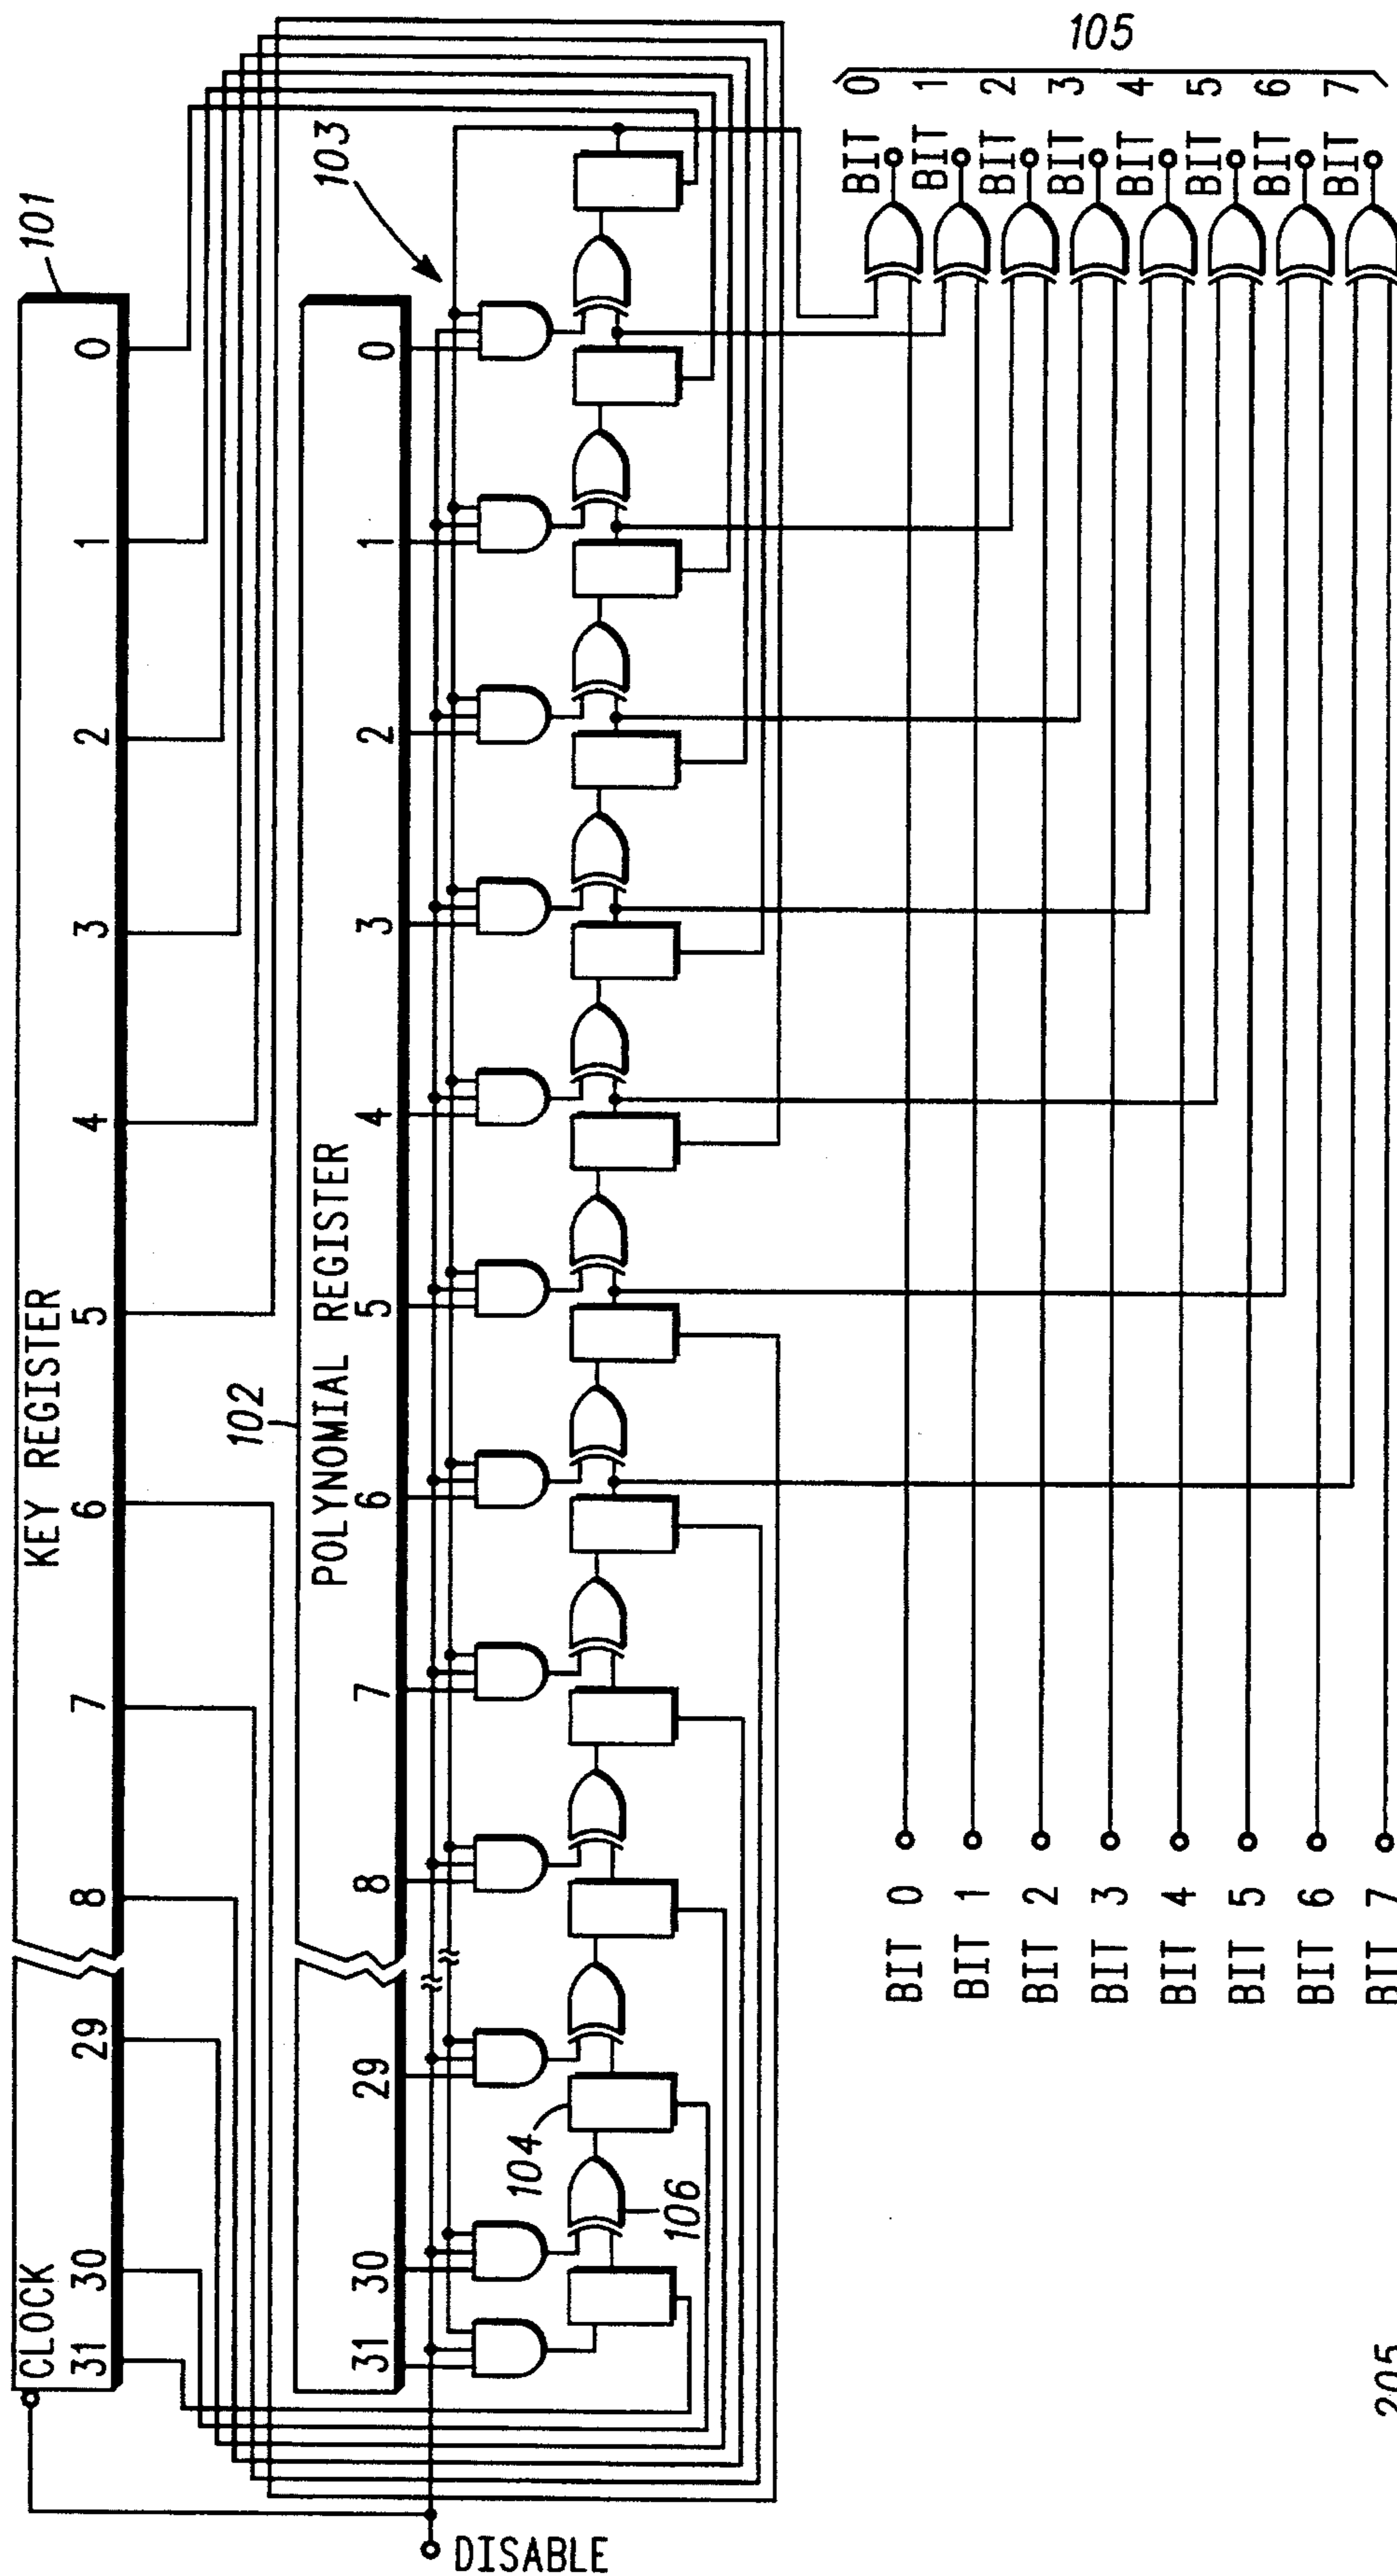 101
KEY REGISTER
CLOCK
31 30 29 8 7 6 5 4 3 2 1 0
102
103
POLYNOMIAL REGISTER
31 30 29 8 7 6 5 4 3 2 1 0
DISABLE
104
106
105
BIT 0
BIT 1
BIT 2
BIT 3
BIT 4
BIT 5
BIT 6
BIT 7
BIT 0
BIT 1
BIT 2
BIT 3
BIT 4
BIT 5
BIT 6
BIT 7
205